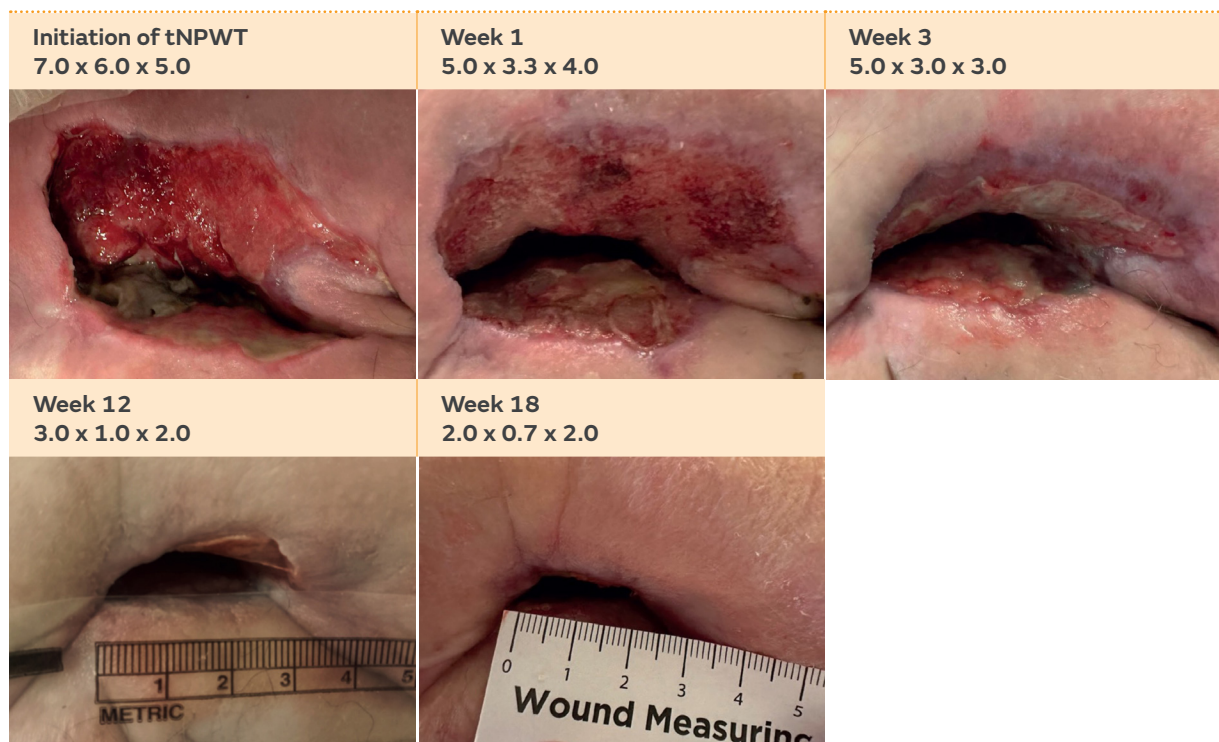 Initiation of tNPWT
7.0 x 6.0 x 5.0
Week 1
5.0 x 3.3 x 4.0
Week 3
5.0 x 3.0 x 3.0
Week 12
3.0 x 1.0 x 2.0
Week 18
2.0 x 0.7 x 2.0
1 2 3 4 5
METRIC
0 1 2 3 4 5
Wound Measuring